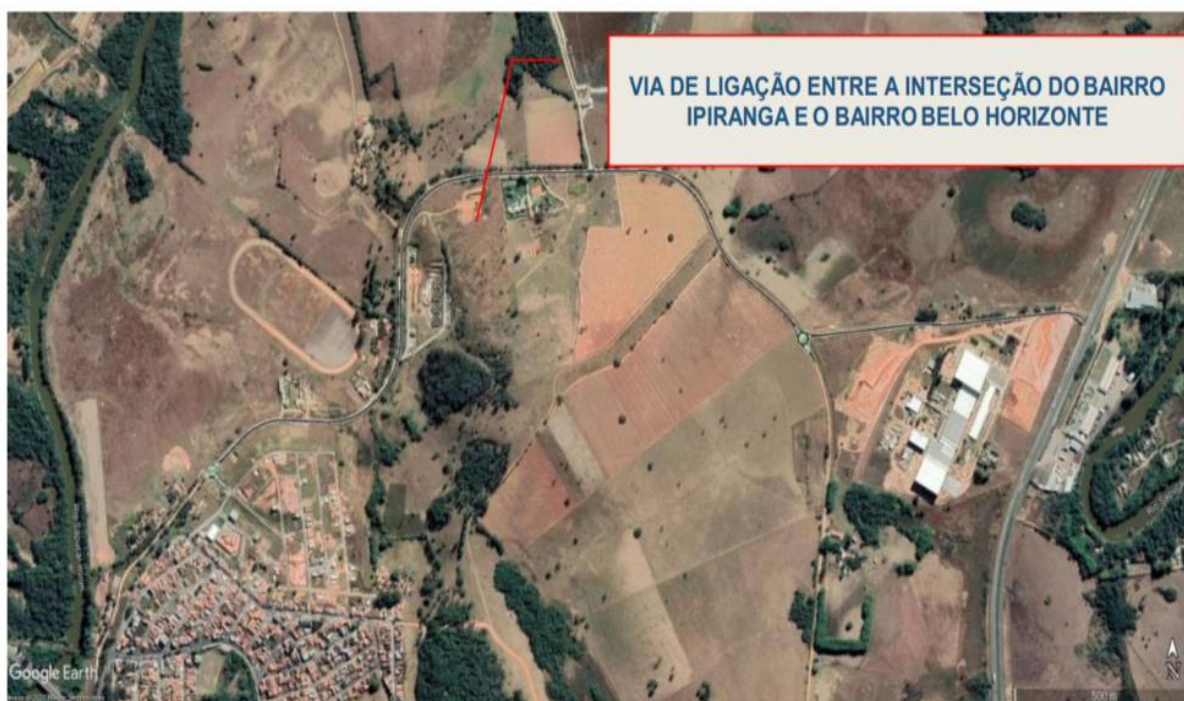 VIA DE LIGAÇÃO ENTRE A INTERSEÇÃO DO BAIRRO
IPIRANGA E O BAIRRO BELO HORIZONTE
Google Earth
N
500 m